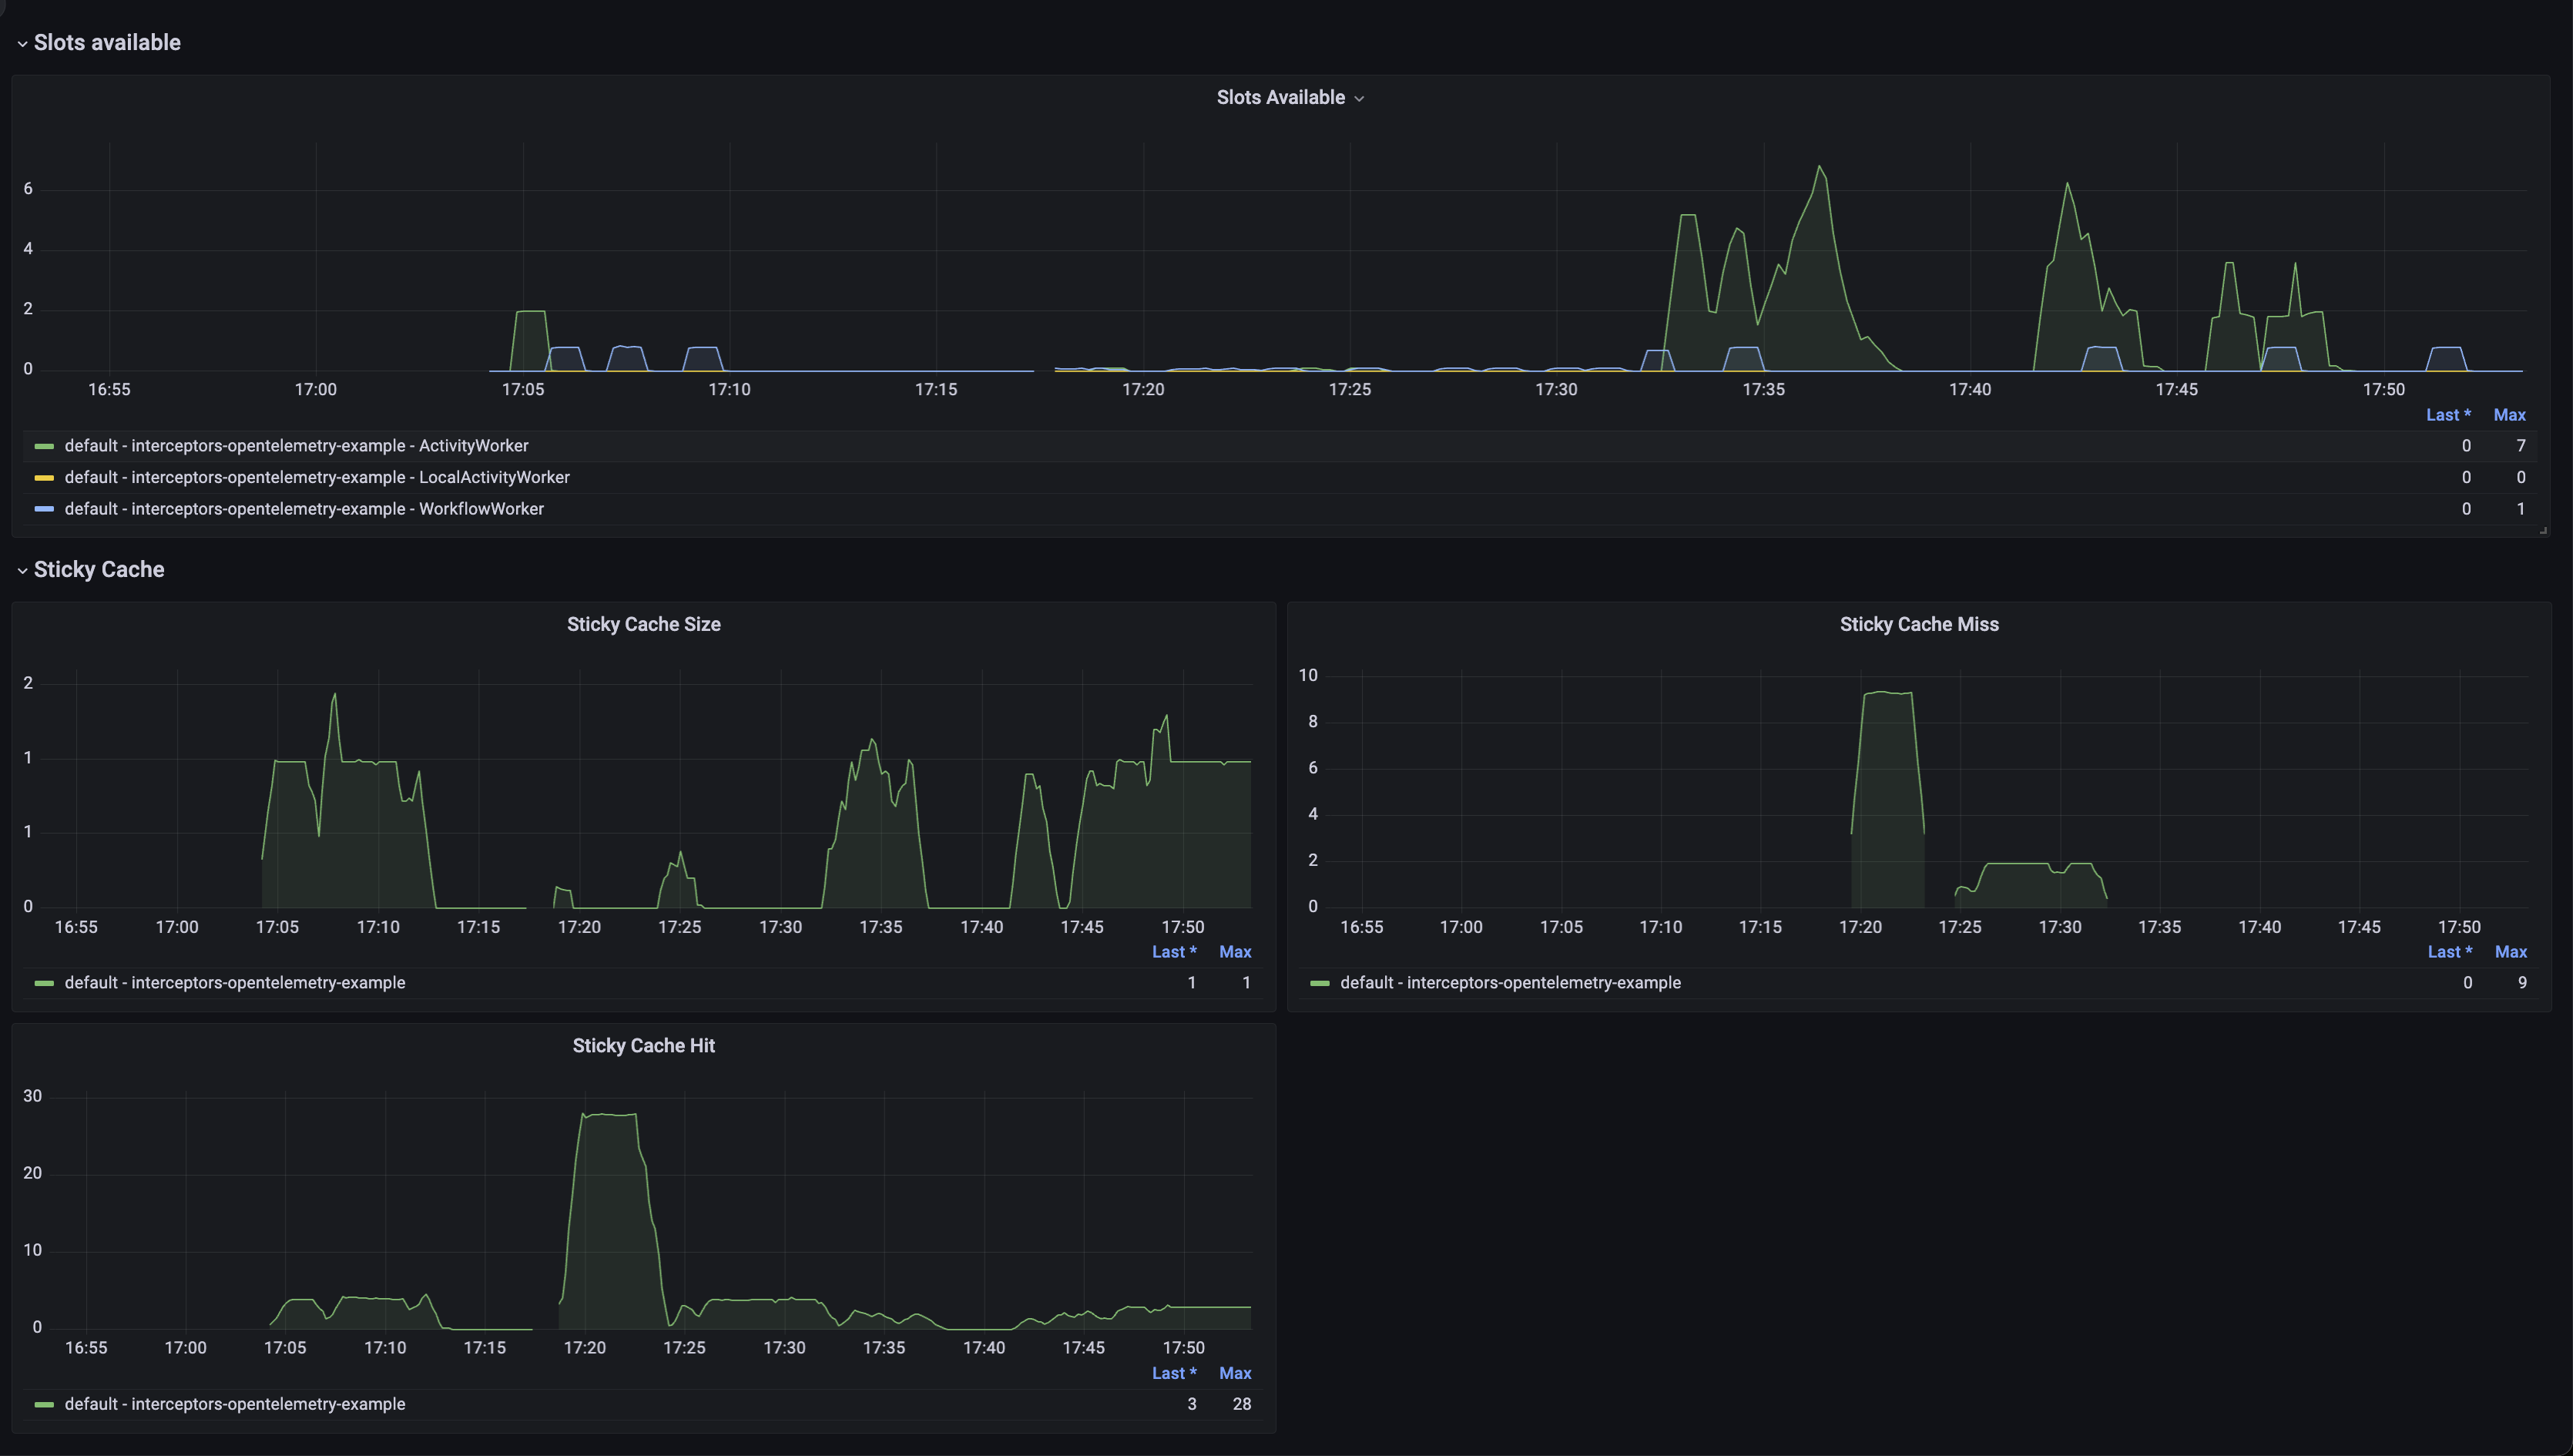 Slots available
Slots Available
6
4
2
0
16:55 17:00 17:05 17:10 17:15 17:20 17:25 17:30 17:35 17:40 17:45 17:50
Last * Max
default - interceptors-opentelemetry-example - ActivityWorker 0 7
default - interceptors-opentelemetry-example - LocalActivityWorker 0 0
default - interceptors-opentelemetry-example - WorkflowWorker 0 1
Sticky Cache
Sticky Cache Size
2
1
1
0
16:55 17:00 17:05 17:10 17:15 17:20 17:25 17:30 17:35 17:40 17:45 17:50
Last * Max
default - interceptors-opentelemetry-example 1 1
Sticky Cache Miss
10
8
6
4
2
0
16:55 17:00 17:05 17:10 17:15 17:20 17:25 17:30 17:35 17:40 17:45 17:50
Last * Max
default - interceptors-opentelemetry-example 0 9
Sticky Cache Hit
30
20
10
0
16:55 17:00 17:05 17:10 17:15 17:20 17:25 17:30 17:35 17:40 17:45 17:50
Last * Max
default - interceptors-opentelemetry-example 3 28